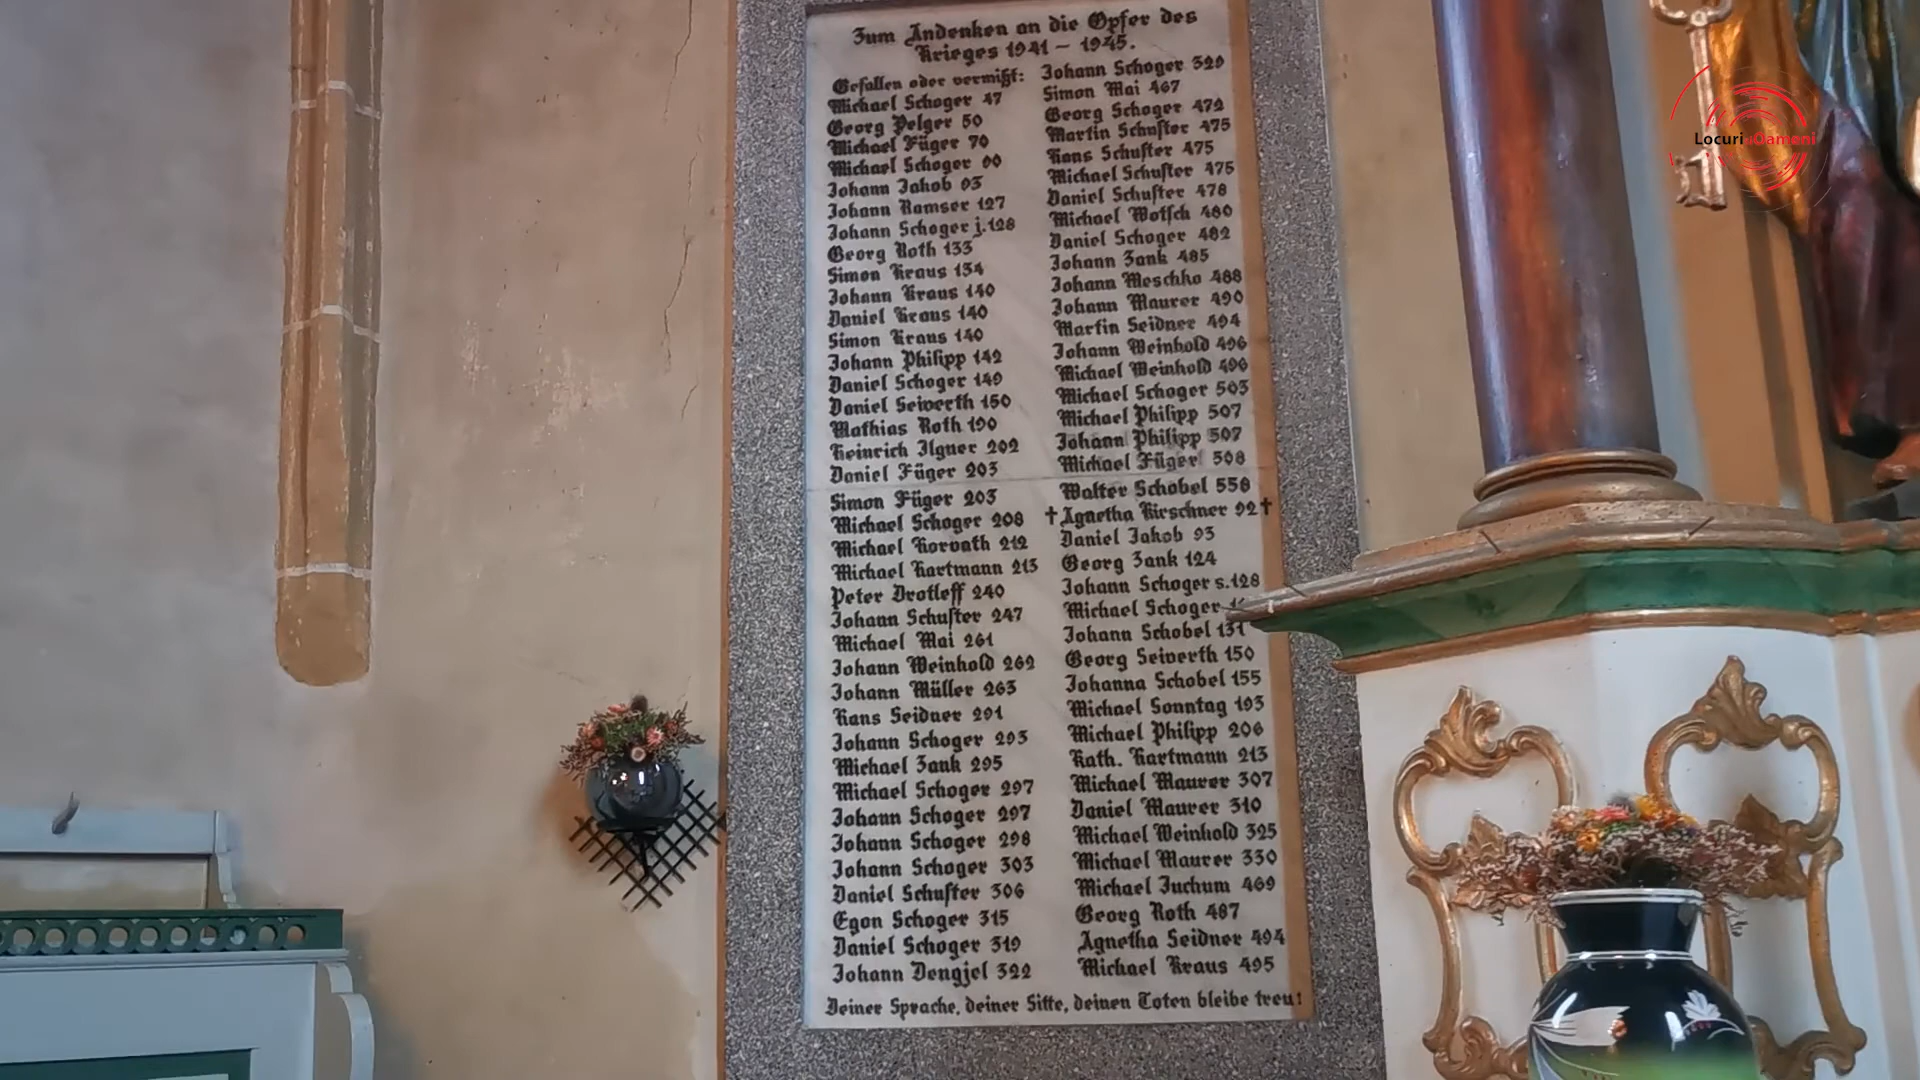 Zum Andenken an die Opfer des
Krieges 1941 – 1945.
Gefallen oder vermißt:
Michael Schoger 47
Georg Pelger 50
Michael Füger 70
Michael Schoger 90
Johann Jakob 93
Johann Ramser 127
Johann Schoger j. 128
Georg Roth 133
Simon Kraus 134
Johann Kraus 140
Daniel Kraus 140
Simon Kraus 140
Johann Philipp 142
Daniel Schoger 149
Daniel Seiverth 150
Mathias Roth 190
Heinrich Ilgner 202
Daniel Füger 203
Simon Füger 203
Michael Schoger 208
Michael Horvath 212
Michael Hartmann 213
Peter Drotleff 240
Johann Schuster 247
Michael Mai 261
Johann Weinhold 262
Johann Müller 263
Hans Seidner 291
Johann Schoger 293
Michael Zank 295
Michael Schoger 297
Johann Schoger 297
Johann Schoger 298
Johann Schoger 303
Daniel Schuster 306
Egon Schoger 315
Daniel Schoger 319
Johann Dengjel 322
Johann Schoger 329
Simon Mai 467
Georg Schoger 472
Martin Schuster 475
Hans Schuster 475
Michael Schuster 475
Daniel Schuster 478
Michael Wotsch 480
Daniel Schoger 482
Johann Zank 485
Johann Meschko 488
Johann Maurer 490
Martin Seidner 494
Johann Weinhold 496
Michael Weinhold 496
Michael Schoger 503
Michael Philipp 507
Johann Philipp 507
Michael Füger 508
Walter Schobel 558
† Agnetha Kirschner 92 †
Daniel Jakob 93
Georg Zank 124
Johann Schoger s. 128
Michael Schoger
Johann Schobel 131
Georg Seiverth 150
Johanna Schobel 155
Michael Sonntag 193
Michael Philipp 206
Kath. Hartmann 213
Michael Maurer 307
Daniel Maurer 310
Michael Weinhold 325
Michael Maurer 330
Michael Juchum 469
Georg Roth 487
Agnetha Seidner 494
Michael Kraus 495
Deiner Sprache, deiner Sitte, deinen Toten bleibe treu!
Locuri și Oameni